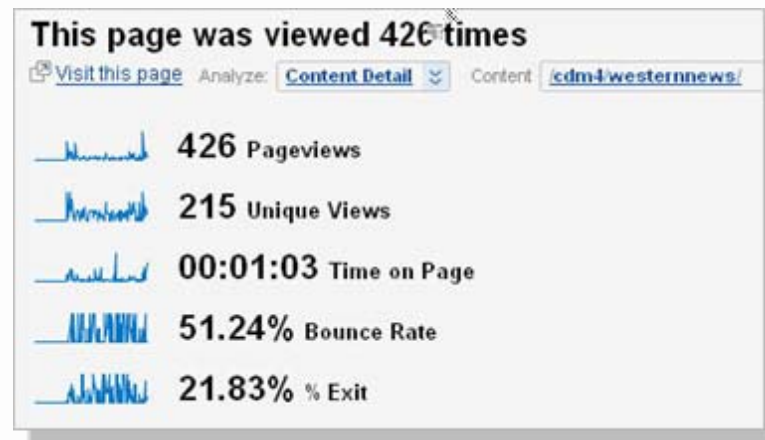 This page was viewed 426 times
Visit this page Analyze: Content Detail Content /cdm4/westernnews/
426 Pageviews
215 Unique Views
00:01:03 Time on Page
51.24% Bounce Rate
21.83% % Exit